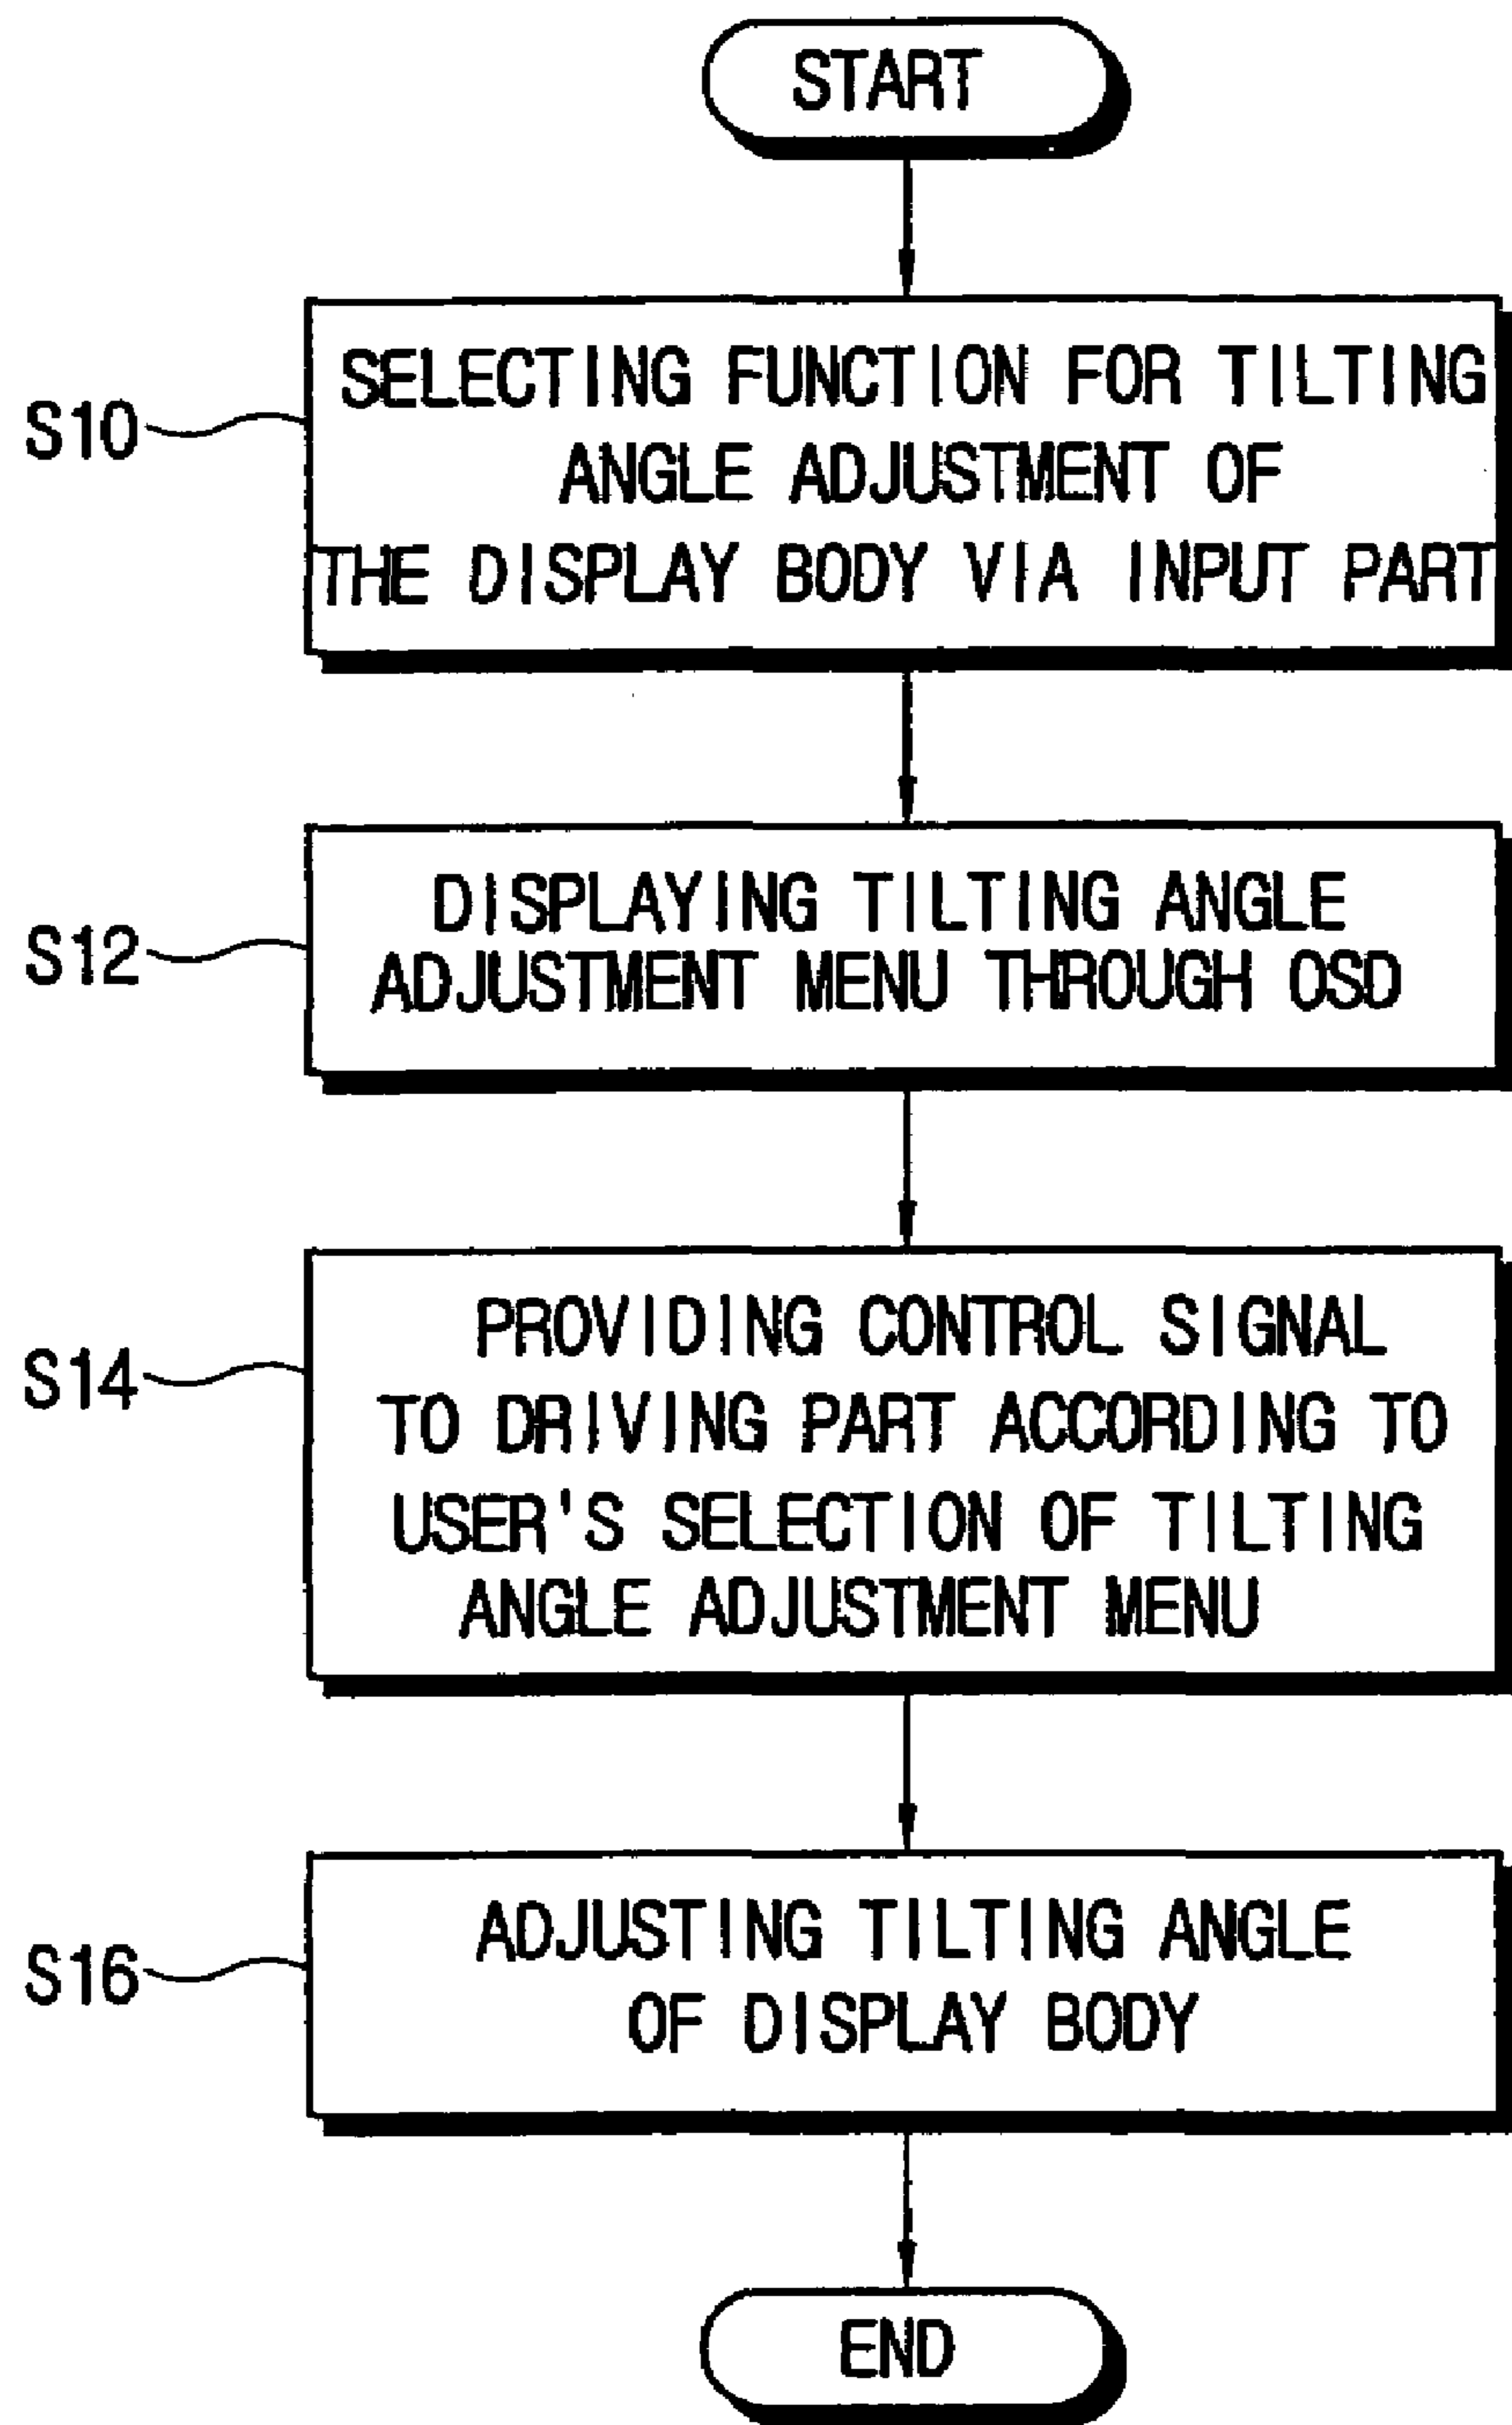 START
S10
SELECTING FUNCTION FOR TILTING
ANGLE ADJUSTMENT OF
THE DISPLAY BODY VIA INPUT PART
S12
DISPLAYING TILTING ANGLE
ADJUSTMENT MENU THROUGH OSD
S14
PROVIDING CONTROL SIGNAL
TO DRIVING PART ACCORDING TO
USER'S SELECTION OF TILTING
ANGLE ADJUSTMENT MENU
S16
ADJUSTING TILTING ANGLE
OF DISPLAY BODY
END